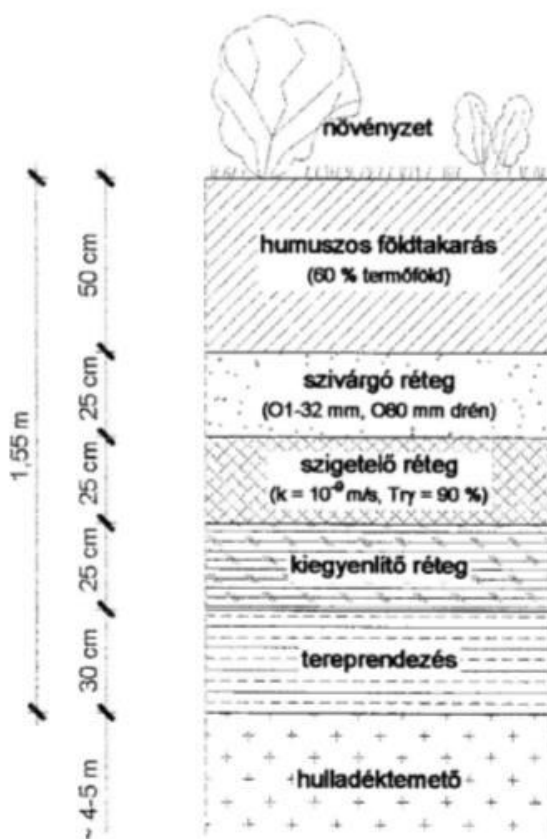 növényzet
humuszos földtakarás
(60 % termőföld)
szivárgó réteg
(O1-32 mm, O80 mm drén)
szigetelő réteg
(k = 10⁻⁹ m/s, Trγ = 90 %)
kiegyenlítő réteg
tereprendezés
hulladéktemető
1,55 m
50 cm
25 cm
25 cm
25 cm
30 cm
~ 4-5 m